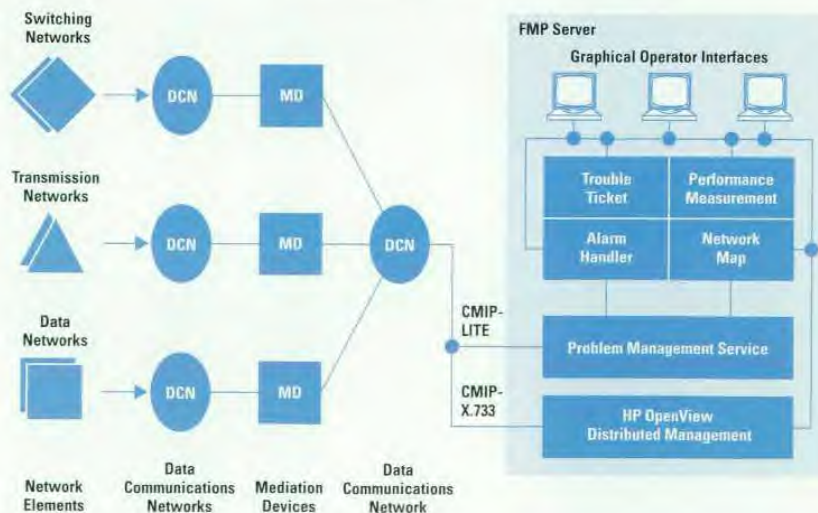 Switching
Networks
DCN
MD
Transmission
Networks
DCN
MD
DCN
Data
Networks
DCN
MD
CMIP-
LITE
CMIP-
X.733
Network
Elements
Data
Communications
Networks
Mediation
Devices
Data
Communications
Network
FMP Server
Graphical Operator Interfaces
Trouble
Ticket
Performance
Measurement
Alarm
Handler
Network
Map
Problem Management Service
HP OpenView
Distributed Management